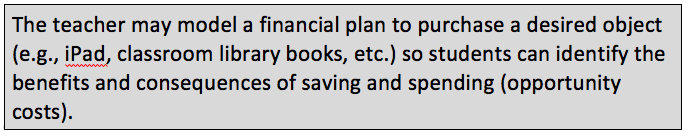 The teacher may model a financial plan to purchase a desired object
(e.g., iPad, classroom library books, etc.) so students can identify the
benefits and consequences of saving and spending (opportunity
costs).